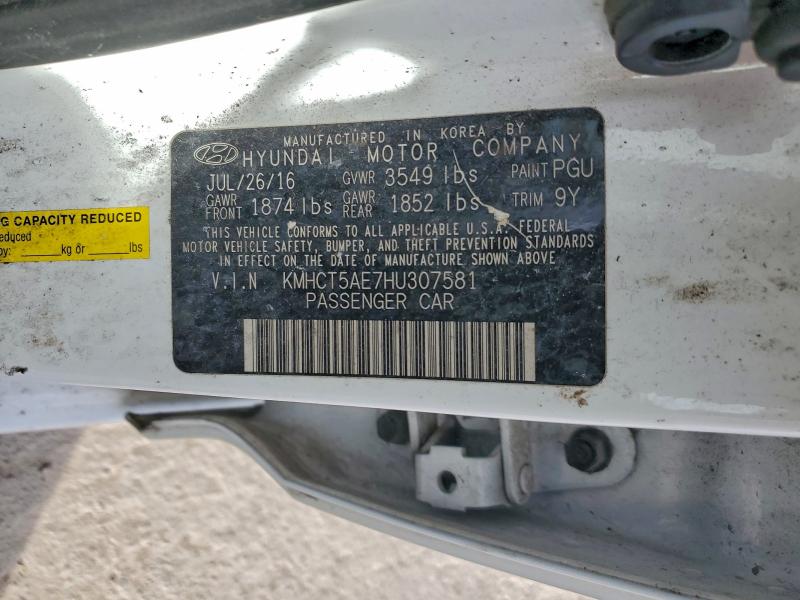 MANUFACTURED IN KOREA BY
HYUNDAI MOTOR COMPANY
JUL/26/16 GVWR 3549 lbs PAINT PGU
GAWR FRONT 1874 lbs GAWR REAR 1852 lbs TRIM 9Y
THIS VEHICLE CONFORMS TO ALL APPLICABLE U.S.A. FEDERAL
MOTOR VEHICLE SAFETY, BUMPER, AND THEFT PREVENTION STANDARDS
IN EFFECT ON THE DATE OF MANUFACTURE SHOWN ABOVE
V.I.N KMHCT5AE7HU307581
PASSENGER CAR
G CAPACITY REDUCED
educed
by: ______ kg or ______ lbs